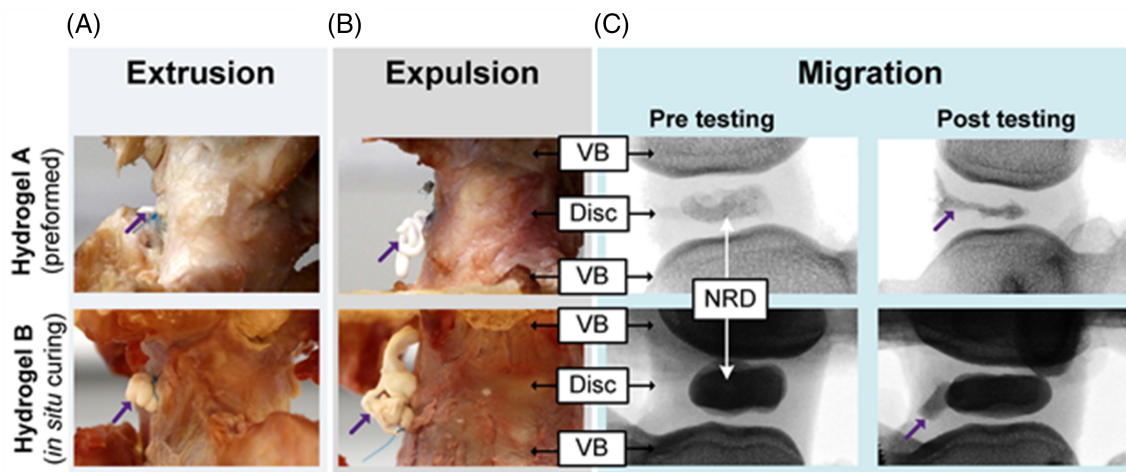 (A)
(B)
(C)
Extrusion
Expulsion
Migration
Pre testing
Post testing
Hydrogel A
(preformed)
VB
Disc
VB
NRD
Hydrogel B
(in situ curing)
VB
Disc
VB